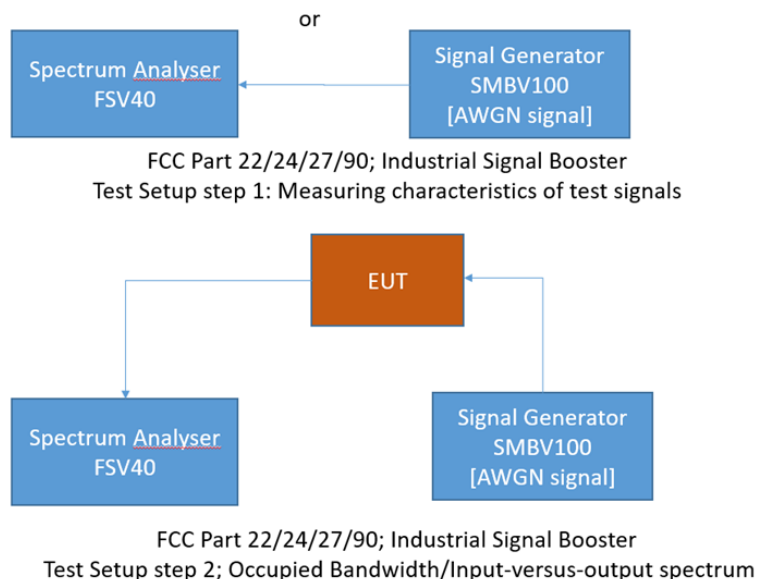 or
Spectrum Analyser
FSV40
Signal Generator
SMBV100
[AWGN signal]
FCC Part 22/24/27/90; Industrial Signal Booster
Test Setup step 1: Measuring characteristics of test signals
EUT
Spectrum Analyser
FSV40
Signal Generator
SMBV100
[AWGN signal]
FCC Part 22/24/27/90; Industrial Signal Booster
Test Setup step 2; Occupied Bandwidth/Input-versus-output spectrum